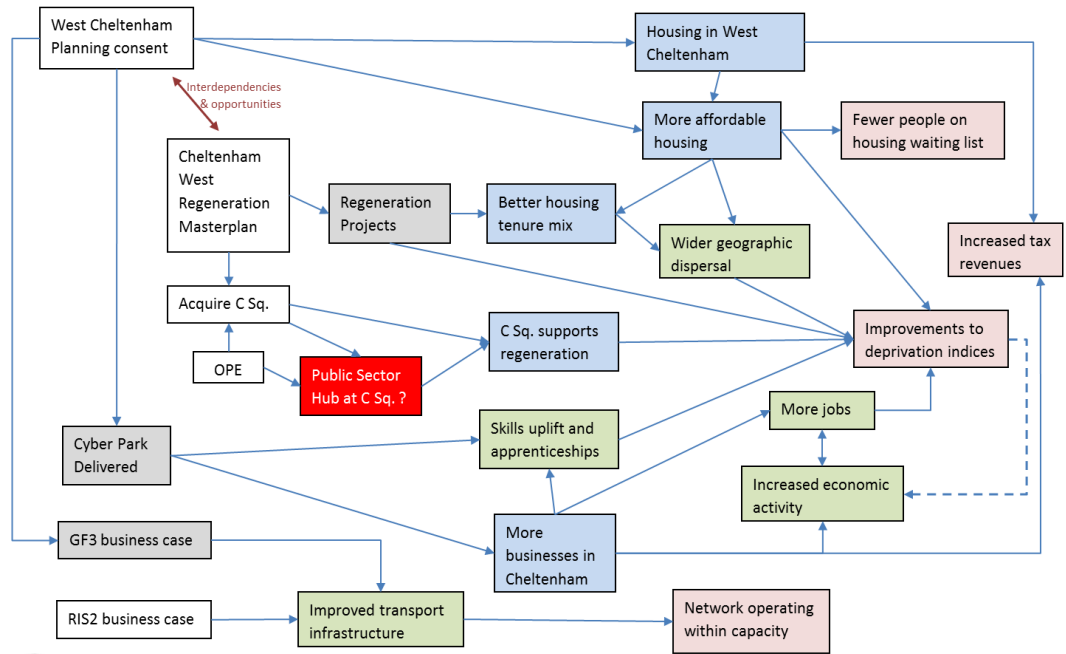 West Cheltenham
Planning consent
Housing in West
Cheltenham
Interdependencies
& opportunities
More affordable
housing
Fewer people on
housing waiting list
Cheltenham
West
Regeneration
Masterplan
Regeneration
Projects
Better housing
tenure mix
Wider geographic
dispersal
Increased tax
revenues
Acquire C Sq.
C Sq. supports
regeneration
Improvements to
deprivation indices
OPE
Public Sector
Hub at C Sq. ?
More jobs
Cyber Park
Delivered
Skills uplift and
apprenticeships
Increased economic
activity
GF3 business case
More
businesses in
Cheltenham
RIS2 business case
Improved transport
infrastructure
Network operating
within capacity